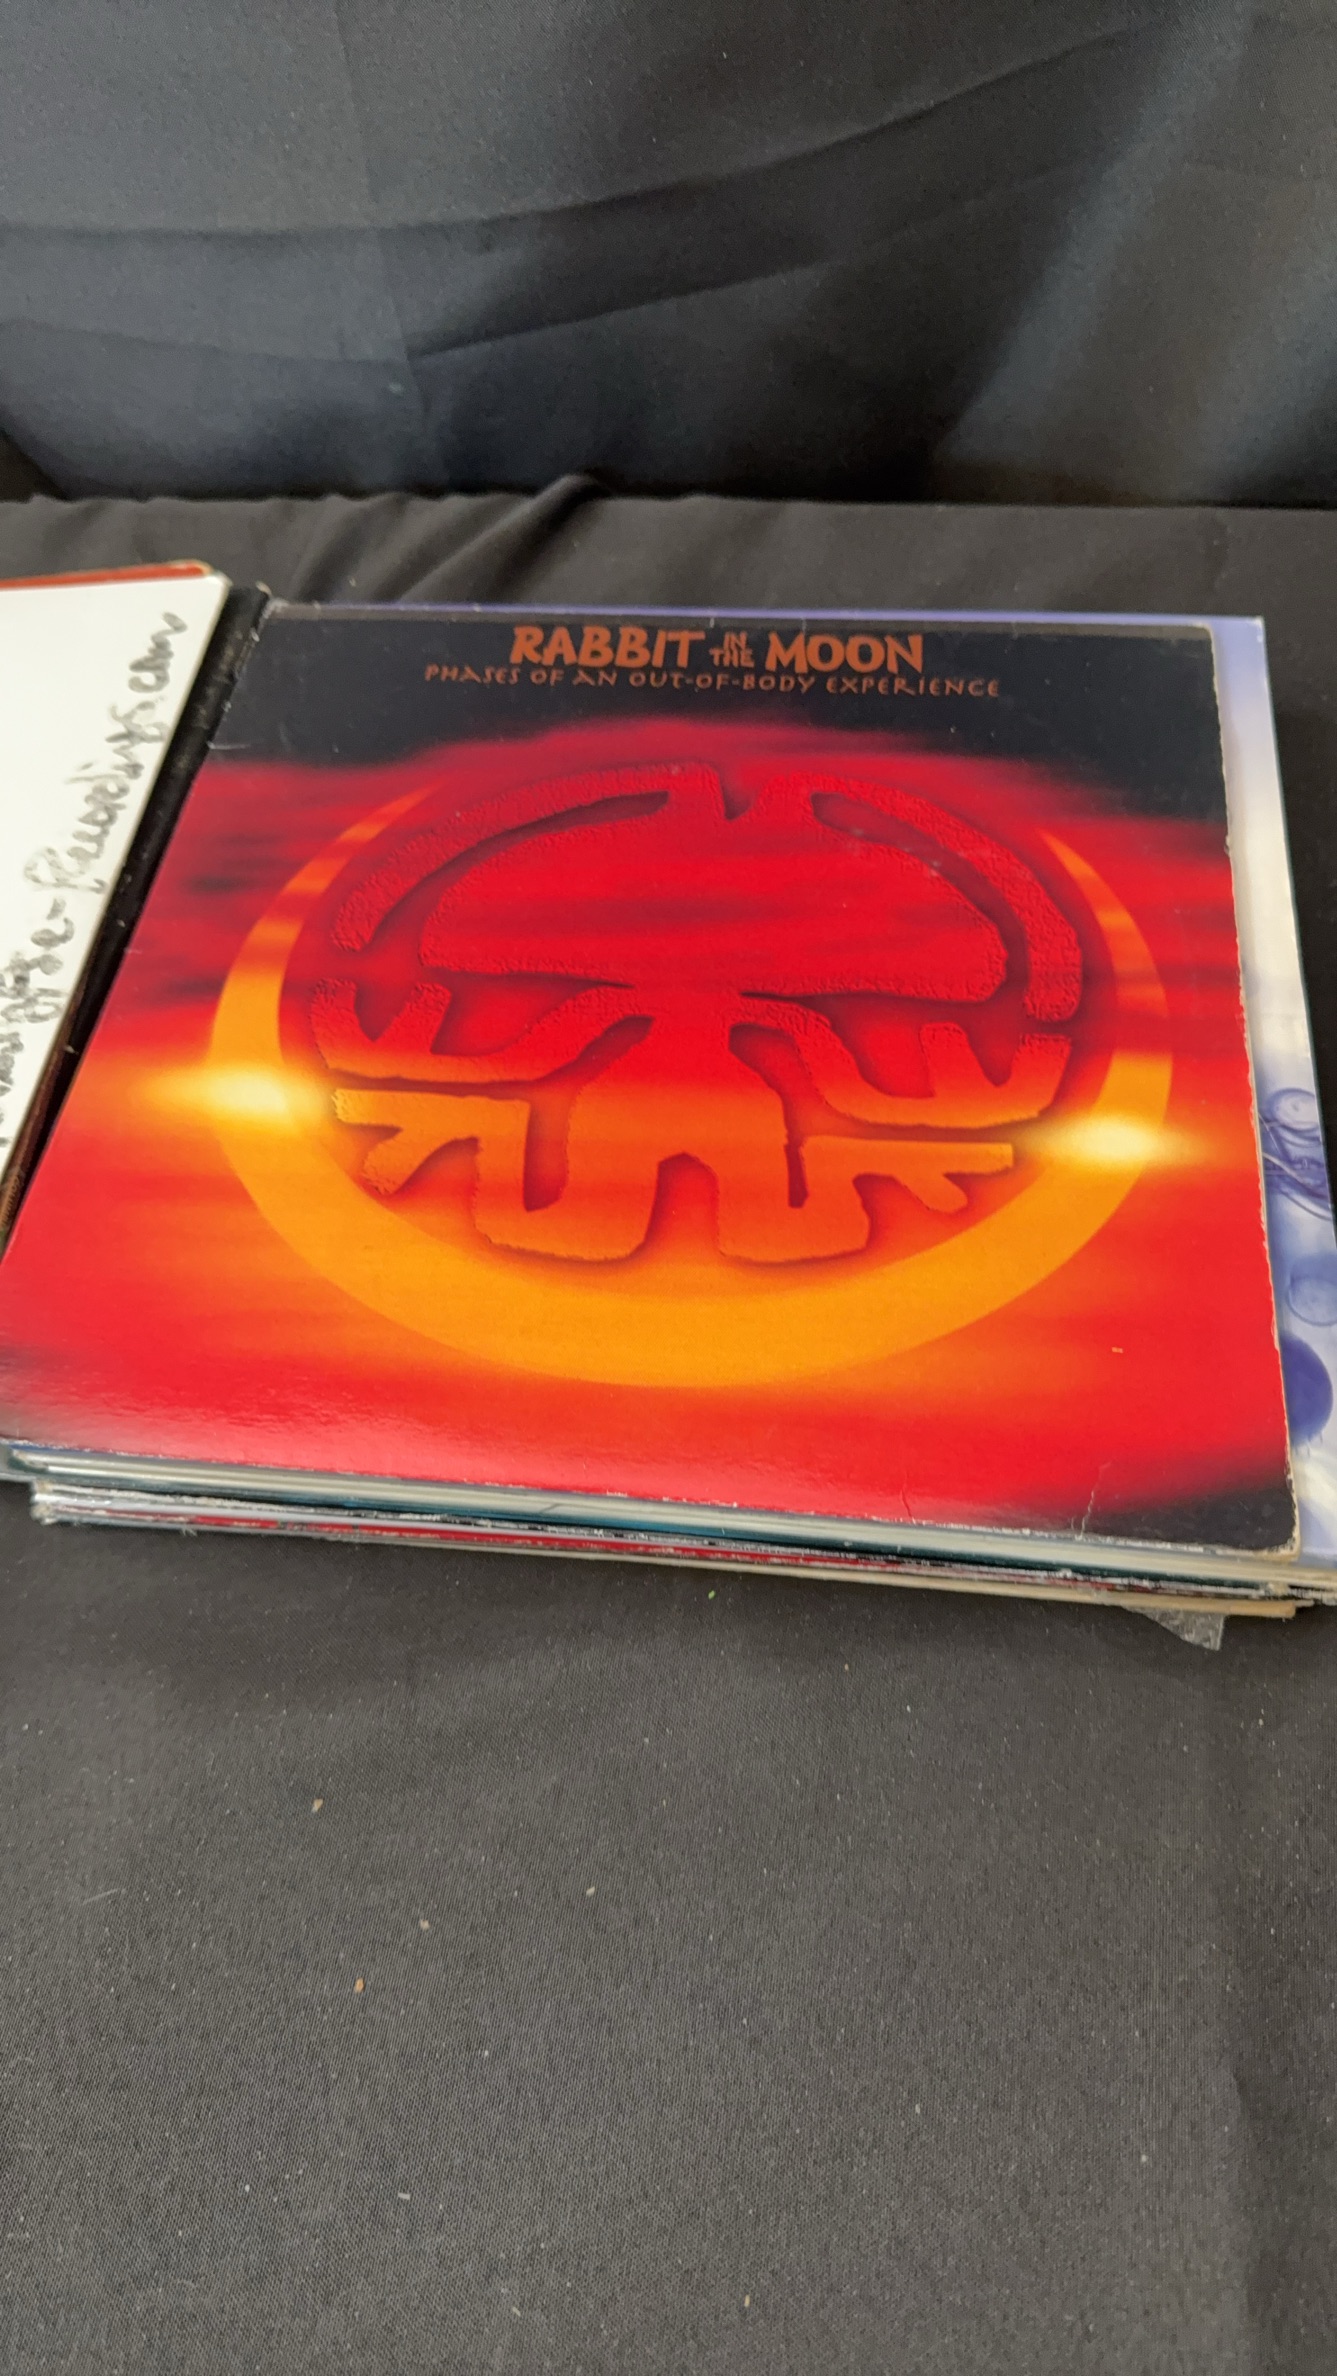 RABBIT IN THE MOON
PHASES OF AN OUT-OF-BODY EXPERIENCE